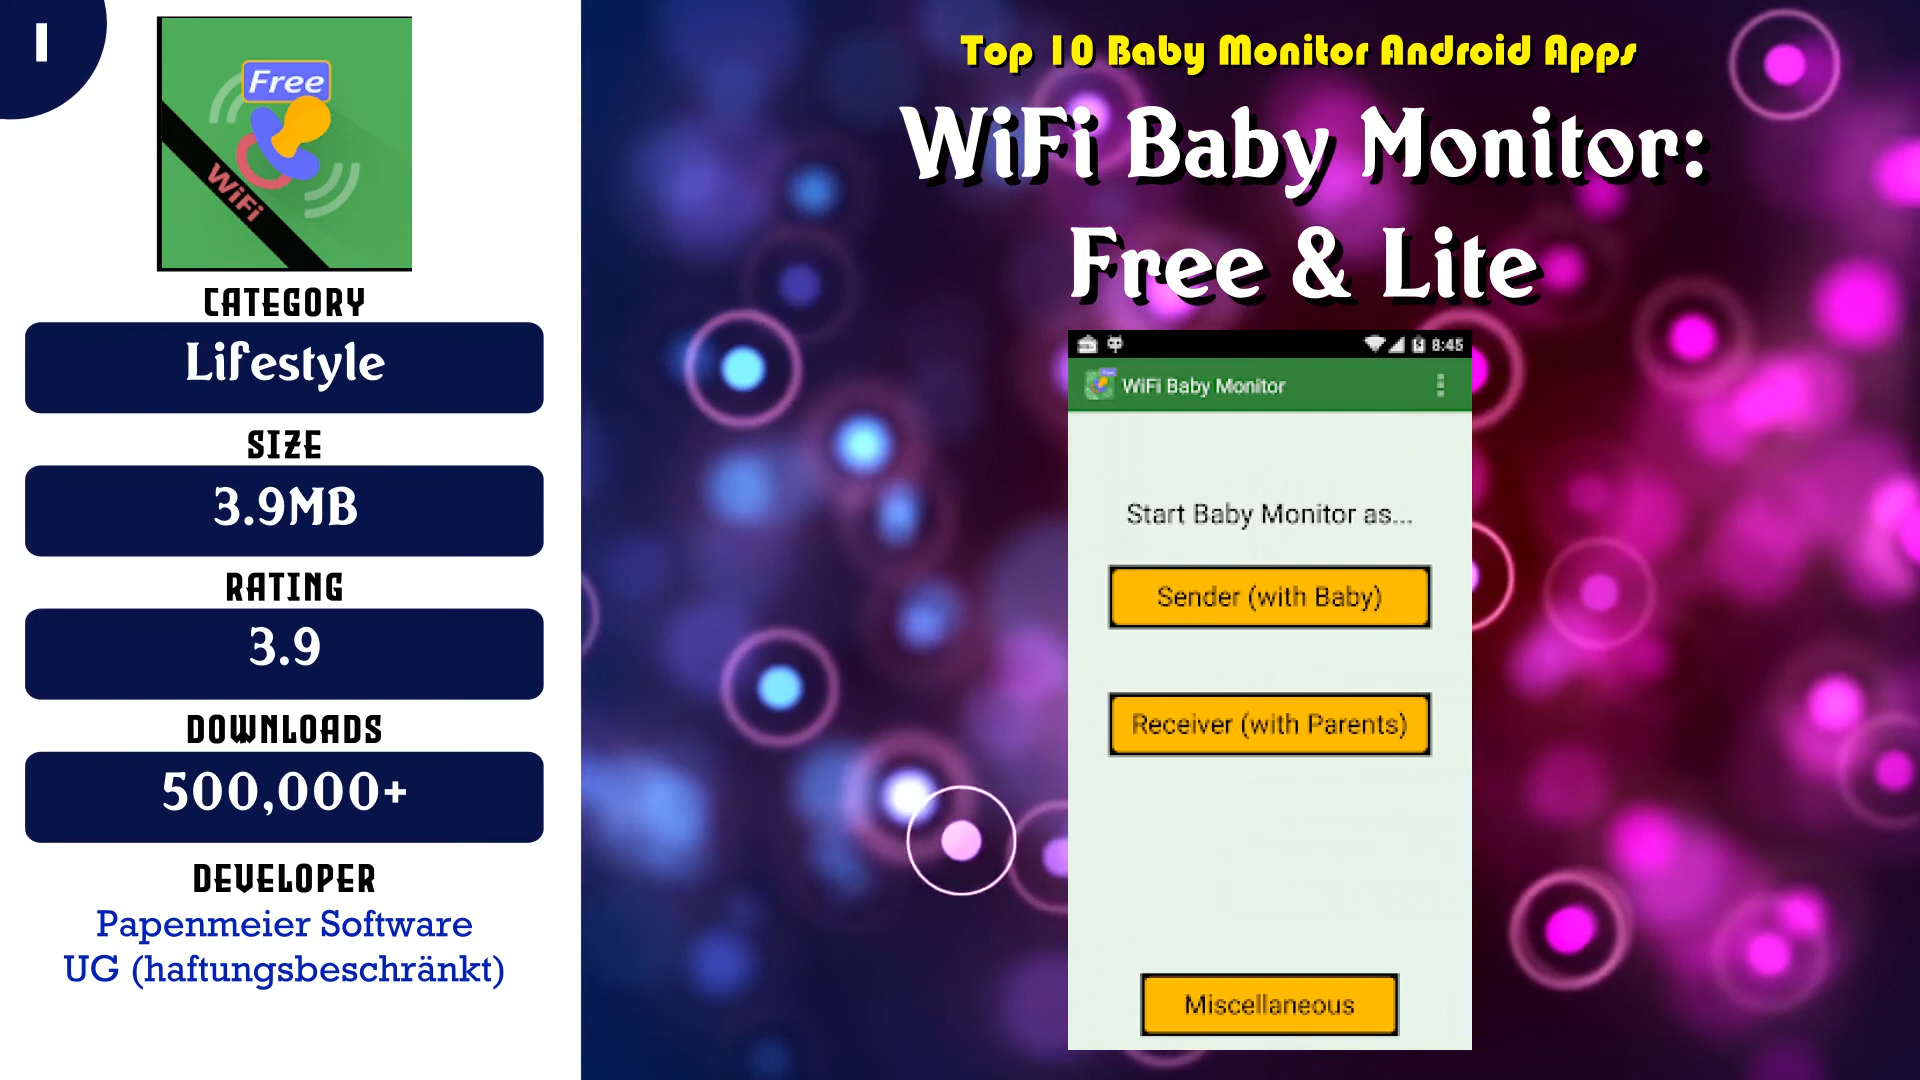 1
Free
WiFi
CATEGORY
Lifestyle
SIZE
3.9MB
RATING
3.9
DOWNLOADS
500,000+
DEVELOPER
Papenmeier Software
UG (haftungsbeschränkt)
Top 10 Baby Monitor Android Apps
WiFi Baby Monitor:
Free & Lite
8:45
WiFi Baby Monitor
Start Baby Monitor as...
Sender (with Baby)
Receiver (with Parents)
Miscellaneous